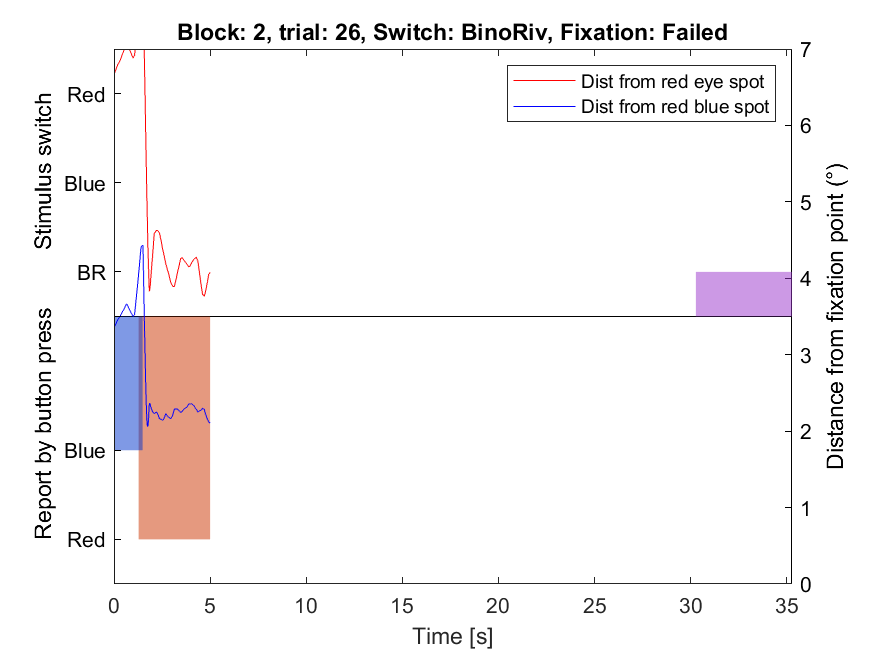 Block: 2, trial: 26, Switch: BinoRiv, Fixation: Failed
Dist from red eye spot
Dist from red blue spot
Stimulus switch
Red
Blue
BR
Report by button press
Blue
Red
7
6
5
4
3
2
1
0
Distance from fixation point (°)
0 5 10 15 20 25 30 35
Time [s]